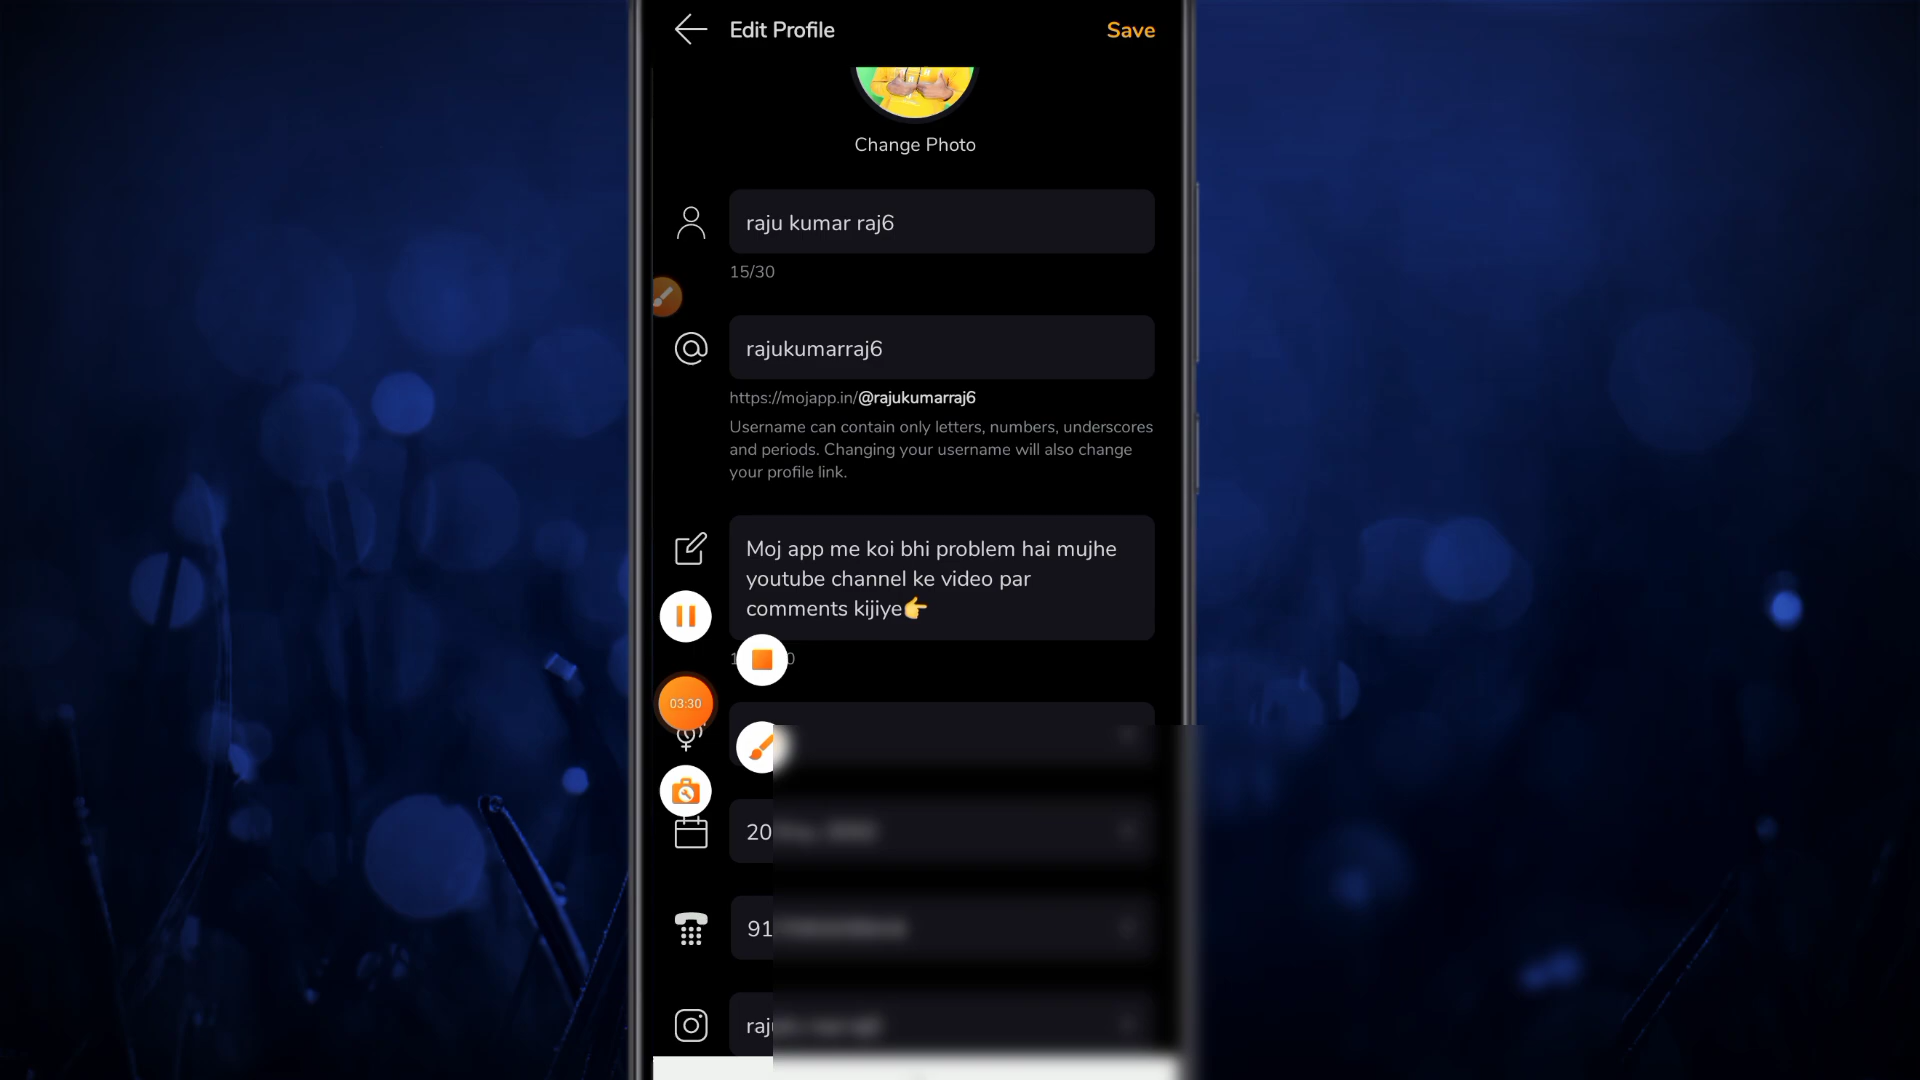 Edit Profile
Save
Change Photo
raju kumar raj6
15/30
rajukumarraj6
https://mojapp.in/@rajukumarraj6
Username can contain only letters, numbers, underscores
and periods. Changing your username will also change
your profile link.
Moj app me koi bhi problem hai mujhe
youtube channel ke video par
comments kijiye👉
03:30
20
91